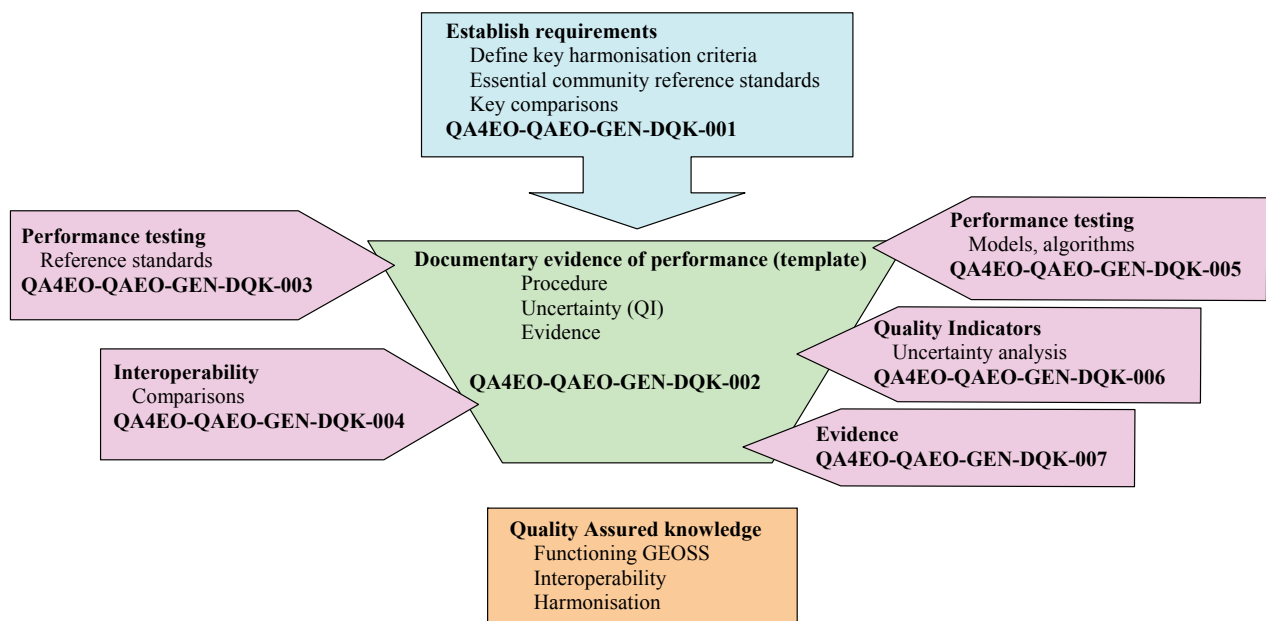 Establish requirements
Define key harmonisation criteria
Essential community reference standards
Key comparisons
QA4EO-QAEO-GEN-DQK-001
Performance testing
Reference standards
QA4EO-QAEO-GEN-DQK-003
Interoperability
Comparisons
QA4EO-QAEO-GEN-DQK-004
Documentary evidence of performance (template)
Procedure
Uncertainty (QI)
Evidence
QA4EO-QAEO-GEN-DQK-002
Performance testing
Models, algorithms
QA4EO-QAEO-GEN-DQK-005
Quality Indicators
Uncertainty analysis
QA4EO-QAEO-GEN-DQK-006
Evidence
QA4EO-QAEO-GEN-DQK-007
Quality Assured knowledge
Functioning GEOSS
Interoperability
Harmonisation